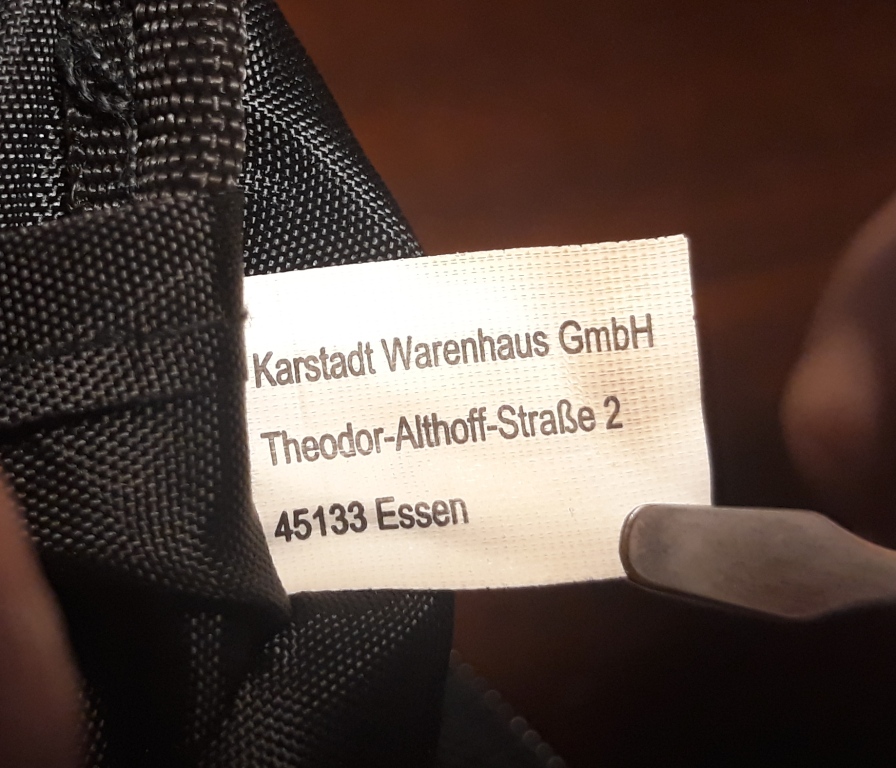 Karstadt Warenhaus GmbH
Theodor-Althoff-Straße 2
45133 Essen